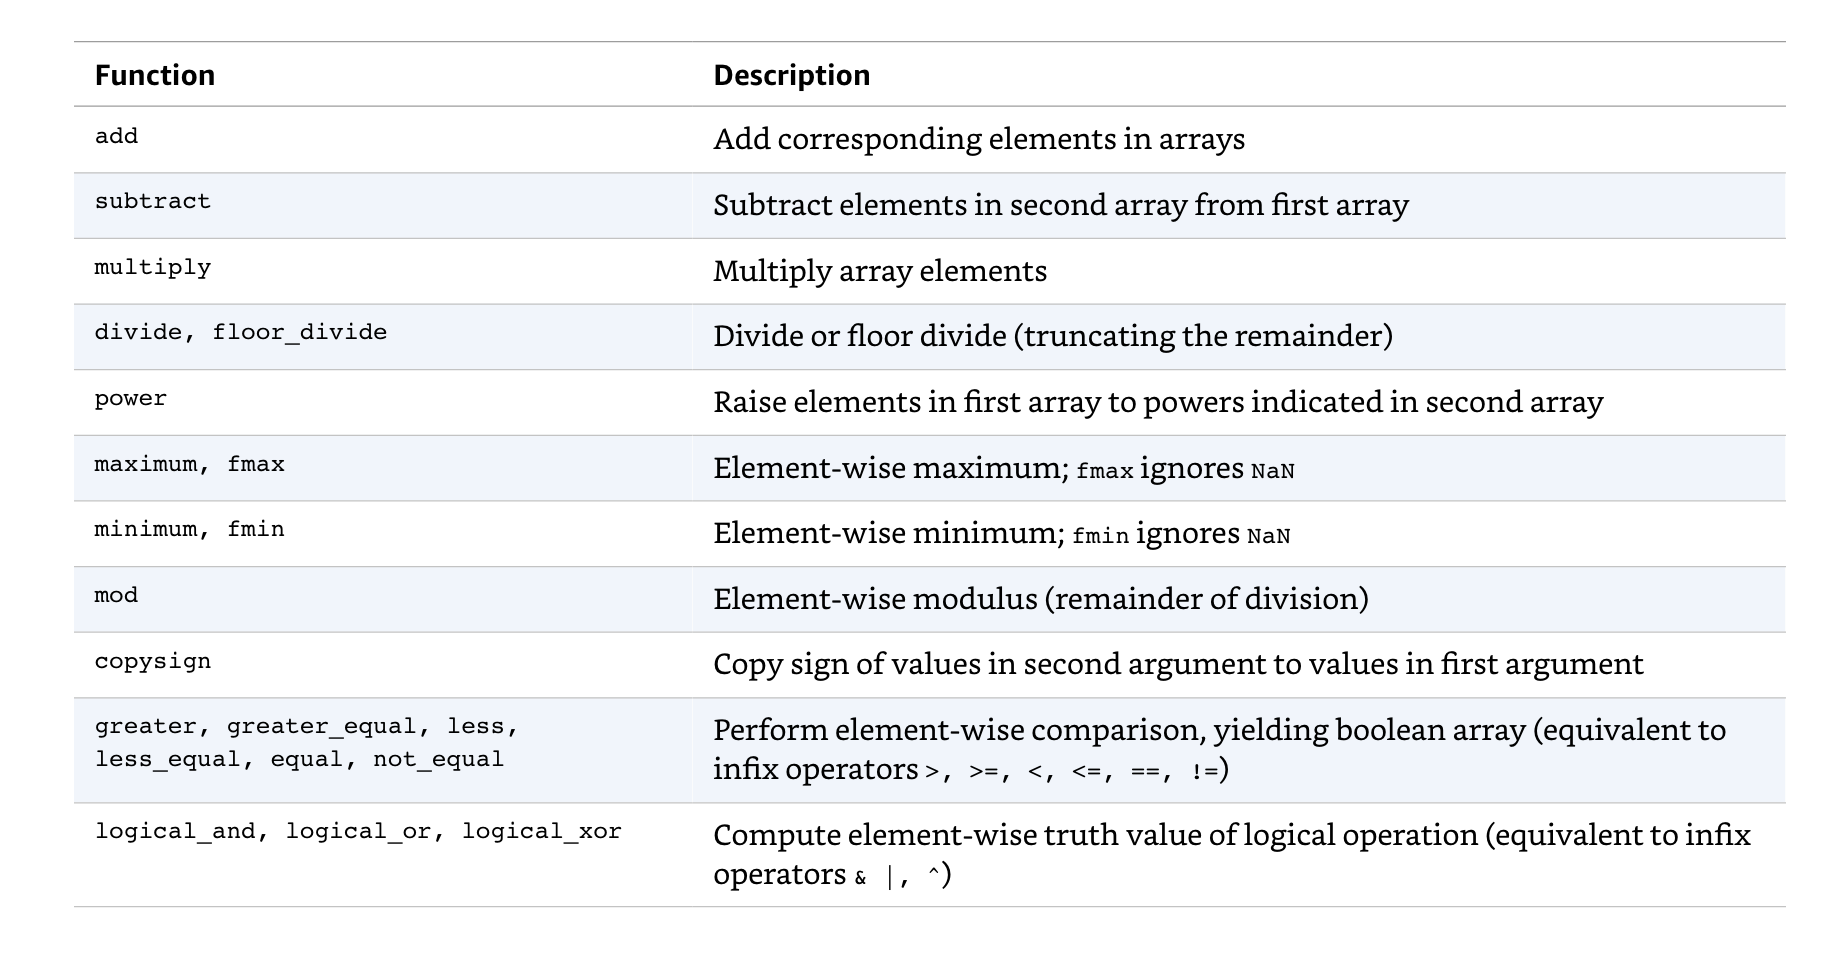 Function Description
add Add corresponding elements in arrays
subtract Subtract elements in second array from first array
multiply Multiply array elements
divide, floor_divide Divide or floor divide (truncating the remainder)
power Raise elements in first array to powers indicated in second array
maximum, fmax Element-wise maximum; fmax ignores NaN
minimum, fmin Element-wise minimum; fmin ignores NaN
mod Element-wise modulus (remainder of division)
copysign Copy sign of values in second argument to values in first argument
greater, greater_equal, less,
less_equal, equal, not_equal
Perform element-wise comparison, yielding boolean array (equivalent to
infix operators >, >=, <, <=, ==, !=)
logical_and, logical_or, logical_xor
Compute element-wise truth value of logical operation (equivalent to infix
operators & |, ^)